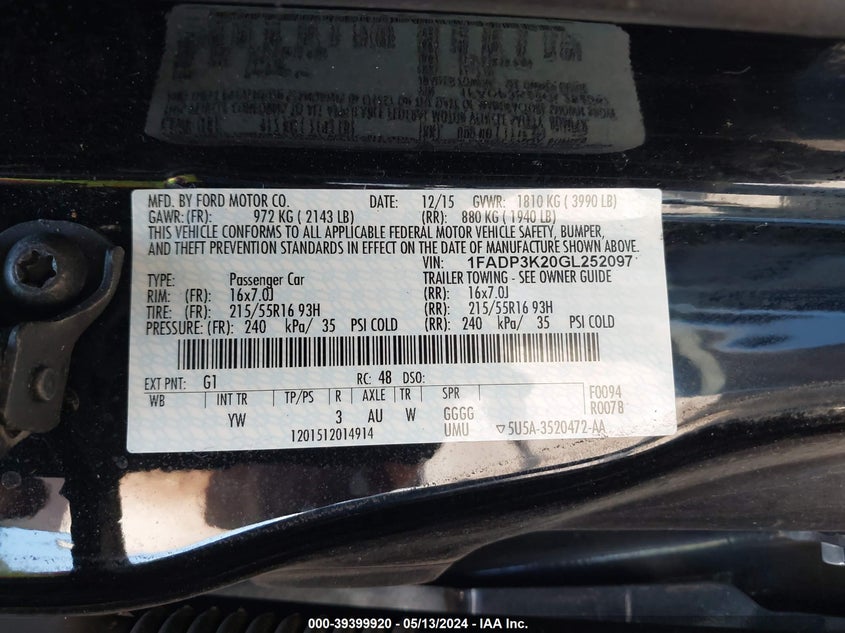 MFD. BY FORD MOTOR CO. DATE: 12/15 GVWR: 1810 KG ( 3990 LB)
GAWR: (FR): 972 KG ( 2143 LB) (RR): 880 KG ( 1940 LB)
THIS VEHICLE CONFORMS TO ALL APPLICABLE FEDERAL MOTOR VEHICLE SAFETY, BUMPER,
AND THEFT PREVENTION STANDARDS IN EFFECT ON THE DATE OF MANUFACTURE SHOWN ABOVE.
VIN: 1FADP3K20GL252097
TYPE: Passenger Car TRAILER TOWING - SEE OWNER GUIDE
RIM: (FR): 16x7.0J (RR): 16x7.0J
TIRE: (FR): 215/55R16 93H (RR): 215/55R16 93H
PRESSURE: (FR): 240 kPa/ 35 PSI COLD (RR): 240 kPa/ 35 PSI COLD
EXT PNT: G1 RC: 48 DSO:
WB INT TR TP/PS R AXLE TR SPR F0094
YW 3 AU W GGGG R0078
1201512014914 UMU ▽5U5A-3520472-AA
000-39399920 - 05/13/2024 - IAA Inc.